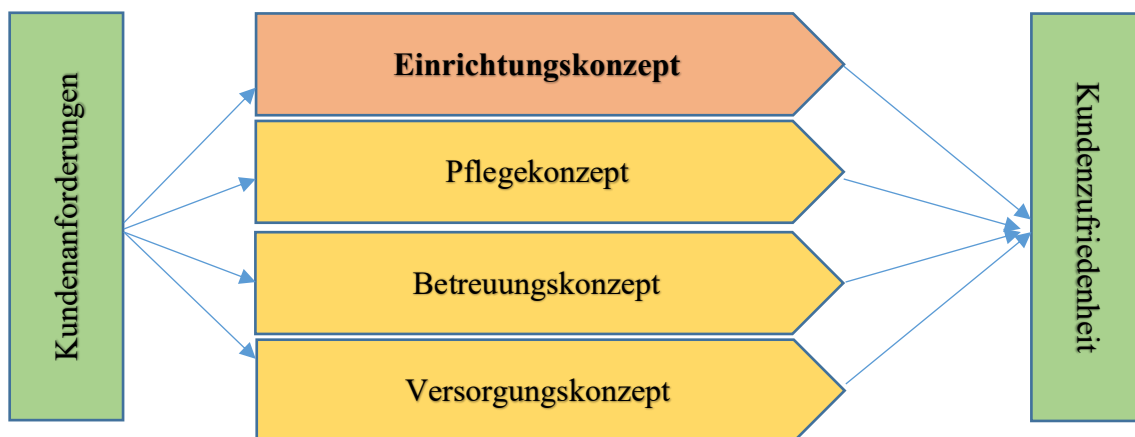 Kundenanforderungen
Einrichtungskonzept
Pflegekonzept
Betreuungskonzept
Versorgungskonzept
Kundenzufriedenheit